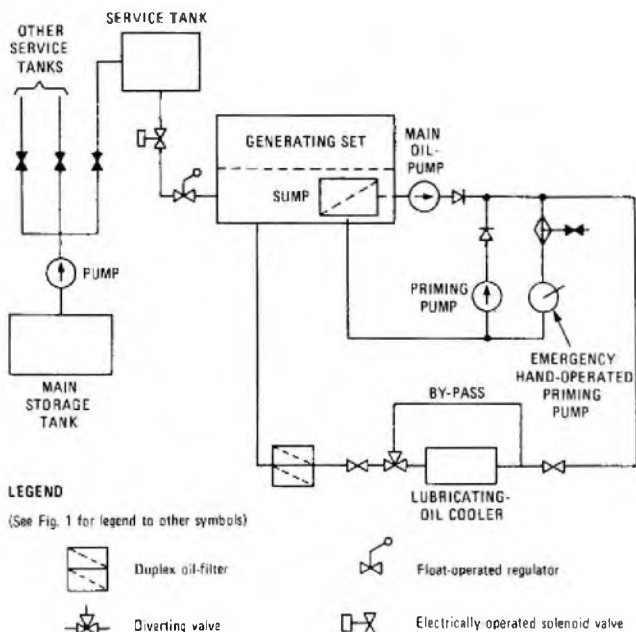 SERVICE TANK
OTHER
SERVICE
TANKS
GENERATING SET
MAIN
OIL-
PUMP
SUMP
PUMP
PRIMING
PUMP
MAIN
STORAGE
TANK
EMERGENCY
HAND-OPERATED
PRIMING
PUMP
BY-PASS
LUBRICATING-
OIL COOLER
LEGEND
(See Fig. 1 for legend to other symbols)
Duplex oil-filter
Float-operated regulator
Diverting valve
Electrically-operated solenoid valve